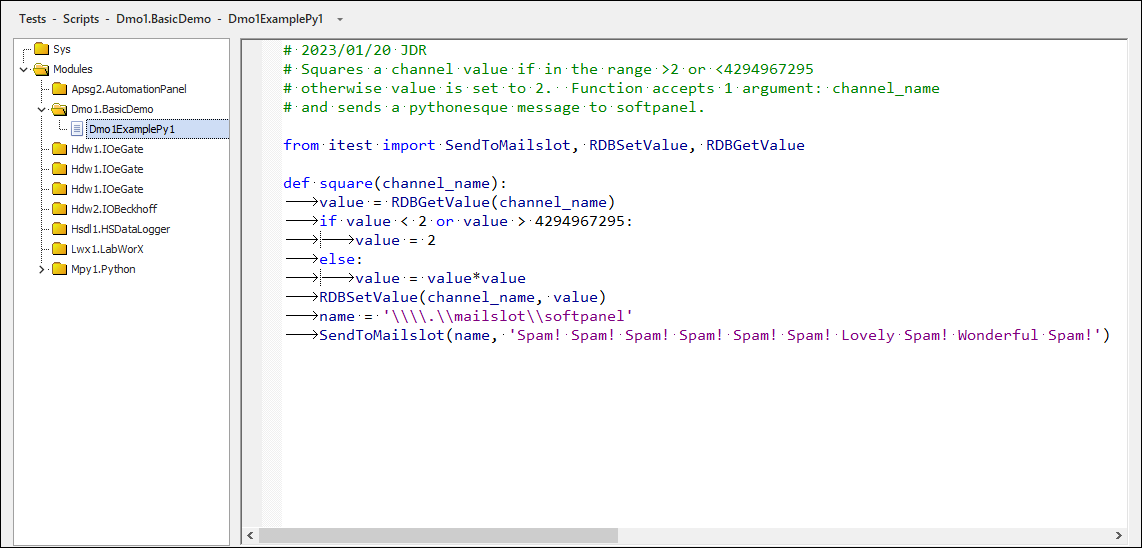 Tests - Scripts - Dmo1.BasicDemo - Dmo1ExamplePy1
Sys
Modules
Apsg2.AutomationPanel
Dmo1.BasicDemo
Dmo1ExamplePy1
Hdw1.IOeGate
Hdw1.IOeGate
Hdw1.IOeGate
Hdw2.IOBeckhoff
Hsdl1.HSDataLogger
Lwx1.LabWorX
Mpy1.Python
# 2023/01/20 JDR
# Squares a channel value if in the range >2 or <4294967295
# otherwise value is set to 2.  Function accepts 1 argument: channel_name
# and sends a pythonesque message to softpanel.
from itest import SendToMailslot, RDBSetValue, RDBGetValue
def square(channel_name):
value = RDBGetValue(channel_name)
if value < 2 or value > 4294967295:
value = 2
else:
value = value*value
RDBSetValue(channel_name, value)
name = '\\\\.\\mailslot\\softpanel'
SendToMailslot(name, 'Spam! Spam! Spam! Spam! Spam! Spam! Lovely Spam! Wonderful Spam!')